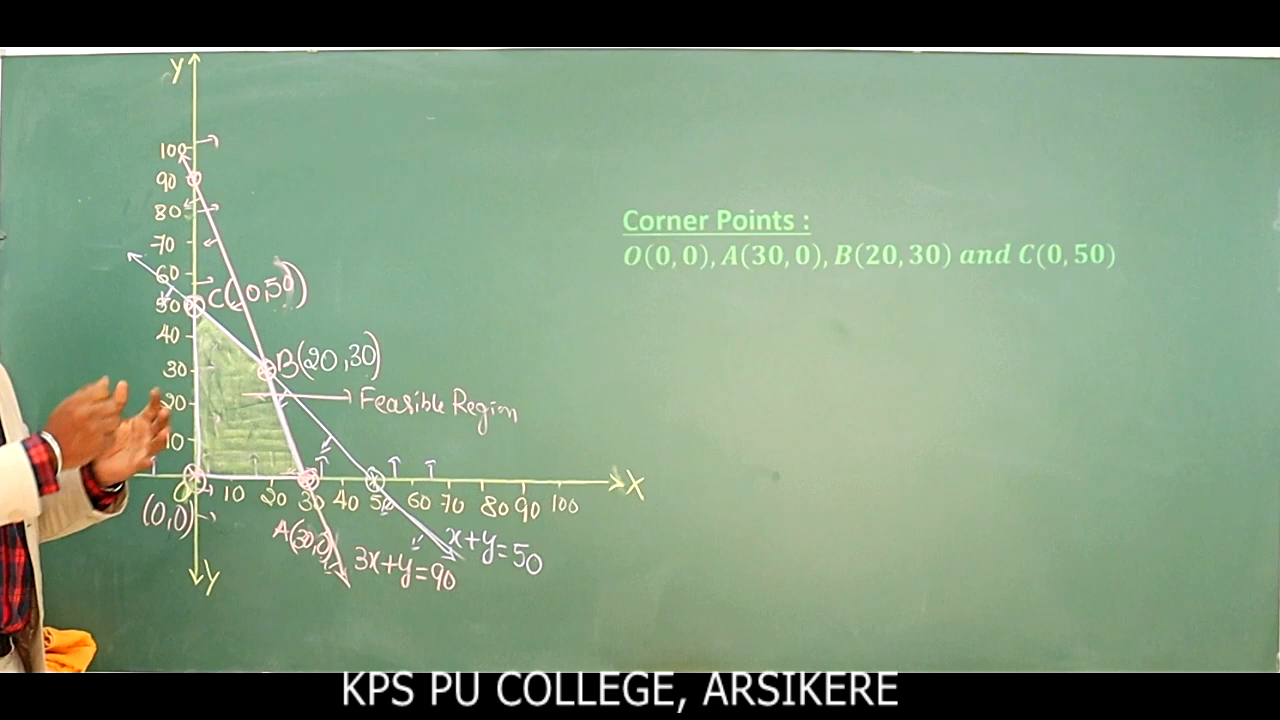 Y
100
90
80
70
60
50
40
30
20
10
C(0,50)
B(20,30)
Feasible Region
O
10 20 30 40 50 60 70 80 90 100 X
(0,0)
A(30,0)
3x+y=90
x+y=50
Y
Corner Points :
O(0, 0), A(30, 0), B(20, 30) and C(0, 50)
KPS PU COLLEGE, ARSIKERE